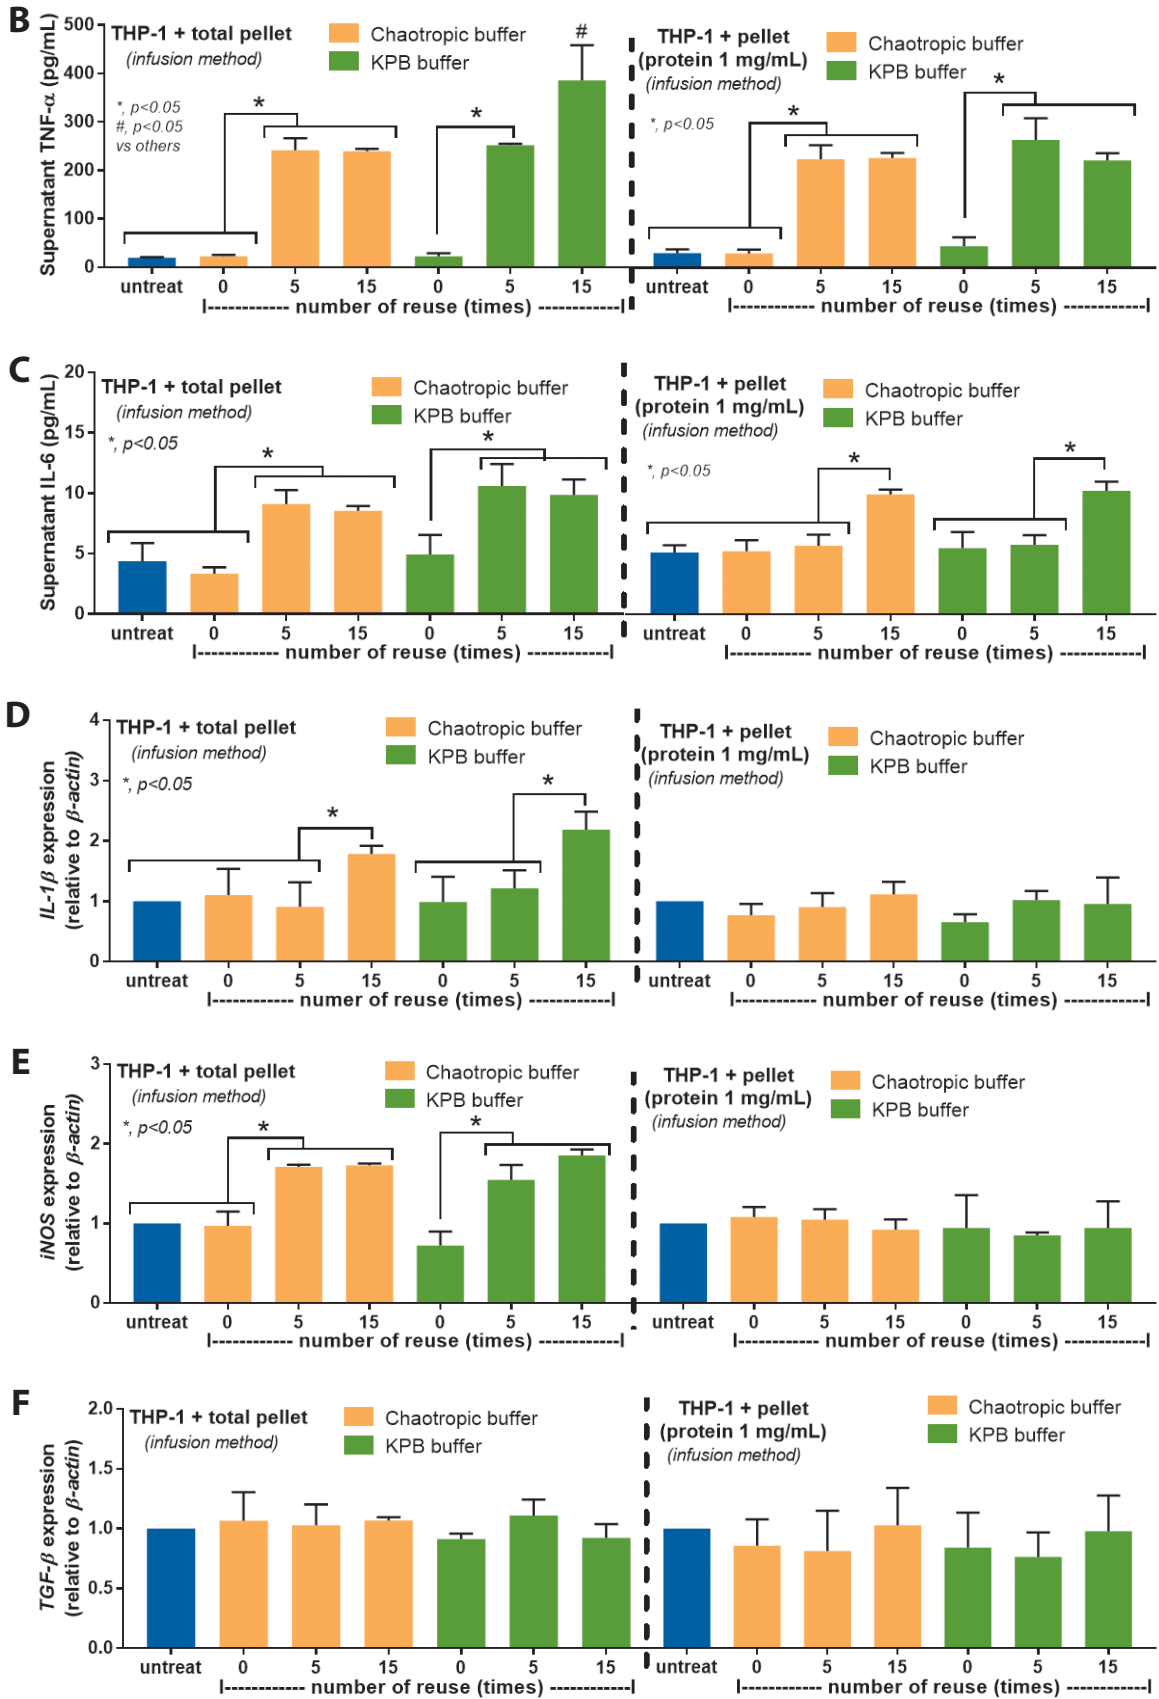 B
Supernatant TNF-α (pg/mL)
500
400
300
200
100
0
THP-1 + total pellet
(infusion method)
Chaotropic buffer
KPB buffer
*, p<0.05
#, p<0.05
vs others
*
*
#
untreat 0 5 15 0 5 15
number of reuse (times)
THP-1 + pellet
(protein 1 mg/mL)
(infusion method)
Chaotropic buffer
KPB buffer
*, p<0.05
*
*
untreat 0 5 15 0 5 15
number of reuse (times)
C
Supernatant IL-6 (pg/mL)
20
15
10
5
0
THP-1 + total pellet
(infusion method)
Chaotropic buffer
KPB buffer
*, p<0.05
*
*
untreat 0 5 15 0 5 15
number of reuse (times)
THP-1 + pellet
(protein 1 mg/mL)
(infusion method)
Chaotropic buffer
KPB buffer
*, p<0.05
*
*
untreat 0 5 15 0 5 15
number of reuse (times)
D
IL-1β expression
(relative to β-actin)
4
3
2
1
0
THP-1 + total pellet
(infusion method)
Chaotropic buffer
KPB buffer
*, p<0.05
*
*
untreat 0 5 15 0 5 15
numer of reuse (times)
THP-1 + pellet
(protein 1 mg/mL)
(infusion method)
Chaotropic buffer
KPB buffer
untreat 0 5 15 0 5 15
number of reuse (times)
E
iNOS expression
(relative to β-actin)
3
2
1
0
THP-1 + total pellet
(infusion method)
Chaotropic buffer
KPB buffer
*, p<0.05
*
*
untreat 0 5 15 0 5 15
number of reuse (times)
THP-1 + pellet
(protein 1 mg/mL)
(infusion method)
Chaotropic buffer
KPB buffer
untreat 0 5 15 0 5 15
number of reuse (times)
F
TGF-β expression
(relative to β-actin)
2.0
1.5
1.0
0.5
0.0
THP-1 + total pellet
(infusion method)
Chaotropic buffer
KPB buffer
untreat 0 5 15 0 5 15
number of reuse (times)
THP-1 + pellet
(protein 1 mg/mL)
(infusion method)
Chaotropic buffer
KPB buffer
untreat 0 5 15 0 5 15
number of reuse (times)